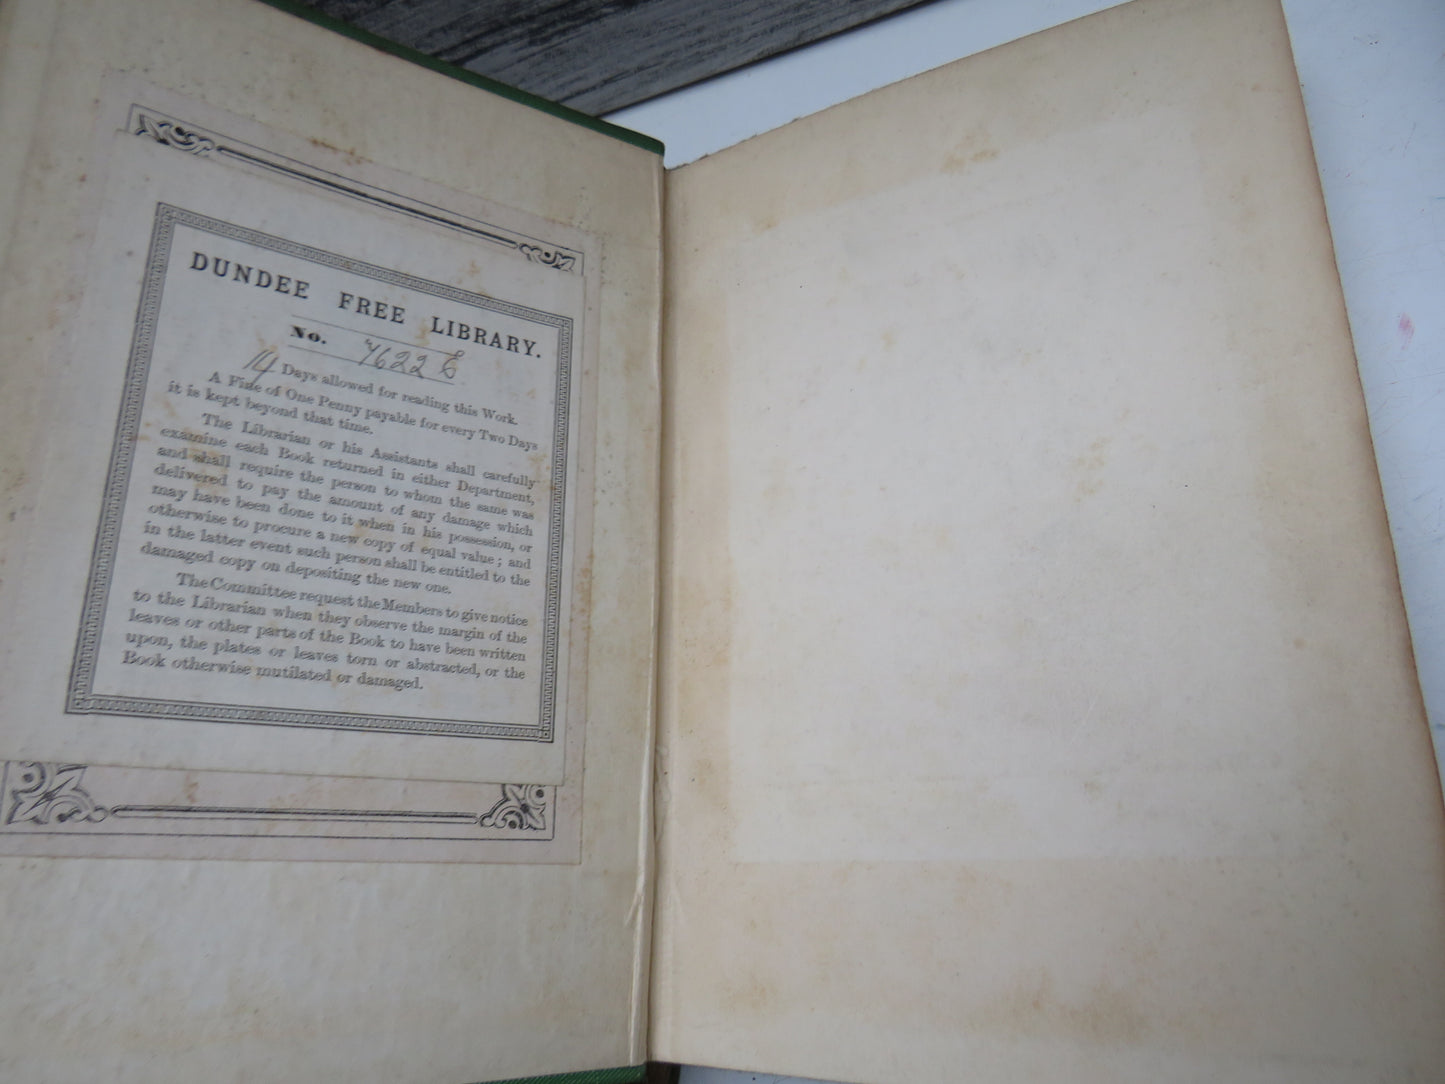 DUNDEE FREE LIBRARY.
No. 7622 E
14 Days allowed for reading this Work.
A Fine of One Penny payable for every Two Days
it is kept beyond that time.
The Librarian or his Assistants shall carefully
examine each Book returned in either Department,
and shall require the person to whom the same was
delivered to pay the amount of any damage which
may have been done to it when in his possession, or
otherwise to procure a new copy of equal value; and
in the latter event such person shall be entitled to the
damaged copy on depositing the new one.
The Committee request the Members to give notice
to the Librarian when they observe the margin of the
leaves or other parts of the Book to have been written
upon, the plates or leaves torn or abstracted, or the
Book otherwise mutilated or damaged.